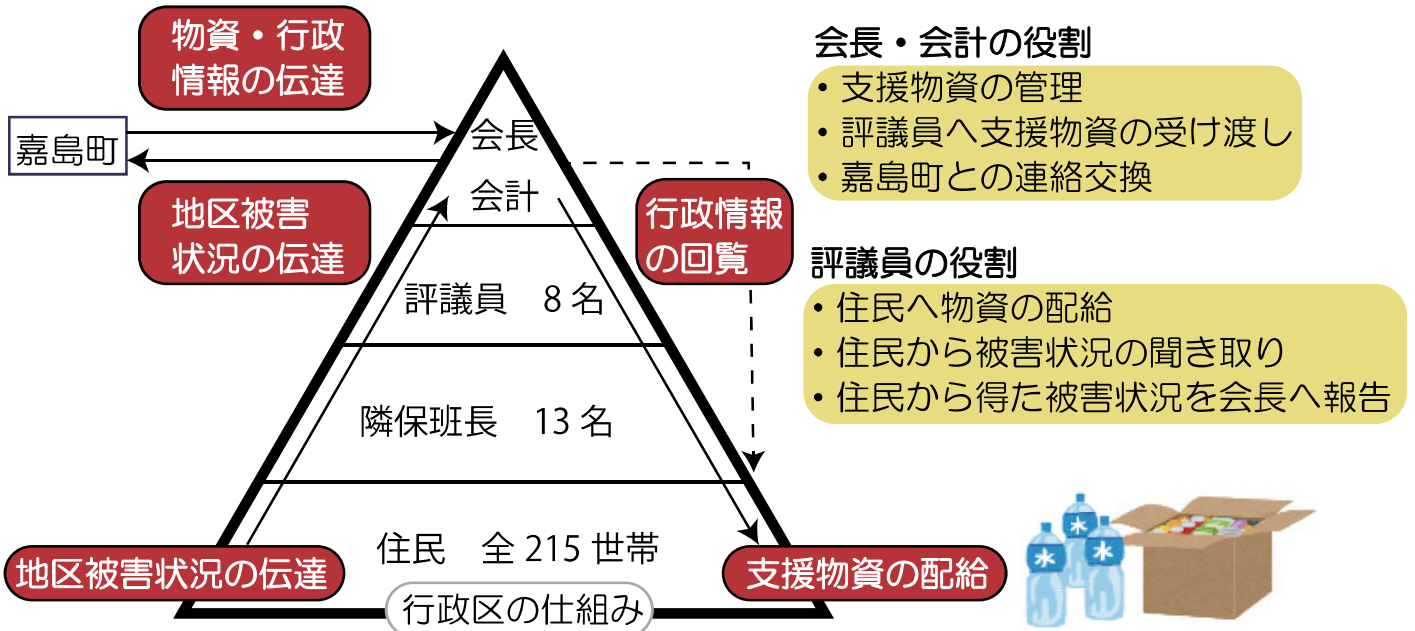 物資・行政
情報の伝達
嘉島町
地区被害
状況の伝達
会長
会計
行政情報
の回覧
評議員 8名
隣保班長 13名
住民 全215世帯
地区被害状況の伝達
支援物資の配給
行政区の仕組み
会長・会計の役割
・支援物資の管理
・評議員へ支援物資の受け渡し
・嘉島町との連絡交換
評議員の役割
・住民へ物資の配給
・住民から被害状況の聞き取り
・住民から得た被害状況を会長へ報告
水
水
水